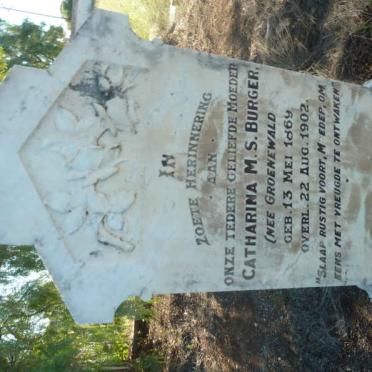 IN
ZOETE HERINNERING
AAN
ONZE TEDERE GELIEFDE MOEDER
CATHARINA M. S. BURGER.
(NEE GROENEWALD
GEB. 13 MEI 1869
OVERL. 22 AUG. 1902.
"SLAAP RUSTIG VOORT, MOEDER, OM
EENS MET VREUGDE TE ONTWAKEN"